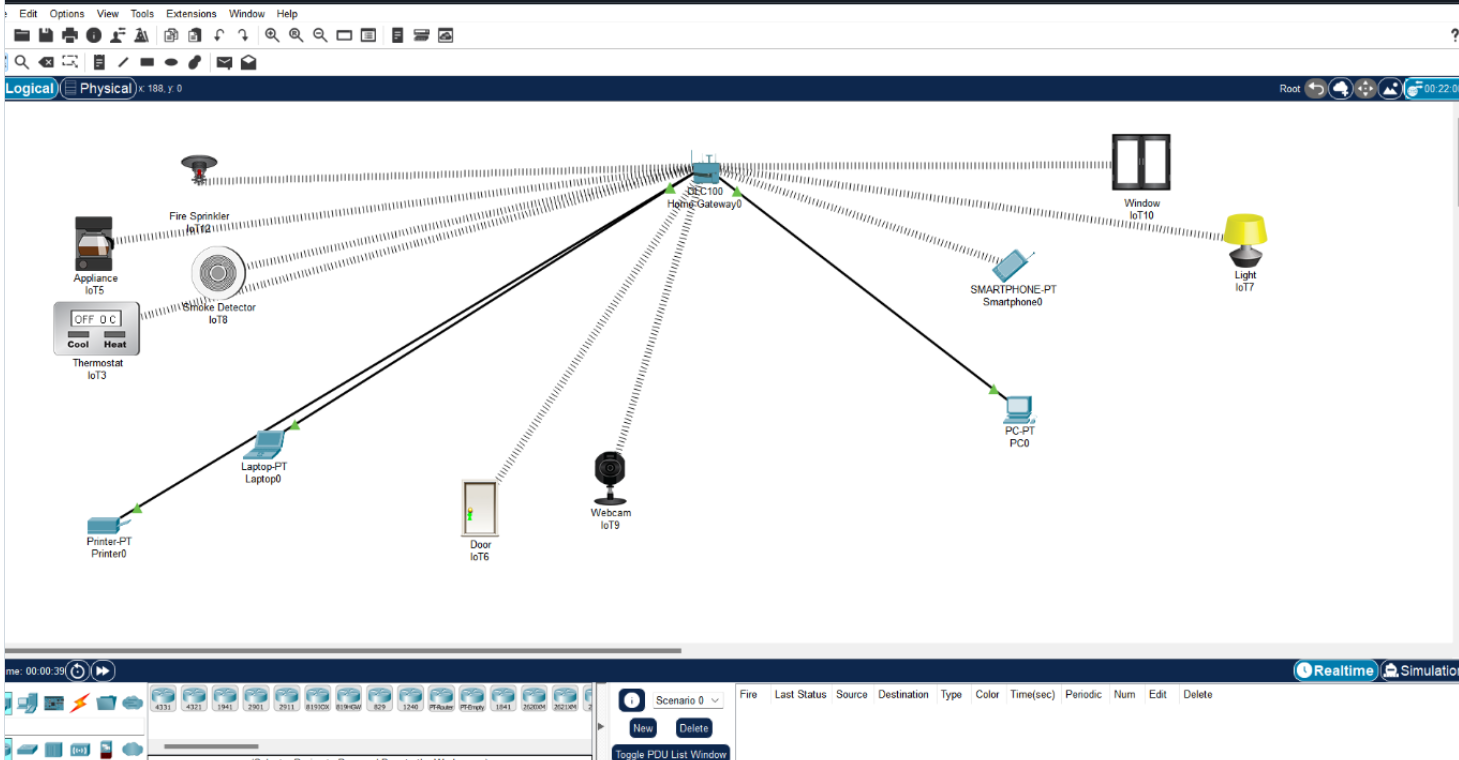 Edit Options View Tools Extensions Window Help
?
Logical Physical x: 188, y: 0 Root 00:22:0
Fire Sprinkler
IoT12
Appliance
IoT5
Smoke Detector
IoT8
OFF 0 C
Cool Heat
Thermostat
IoT3
DLC100
Home Gateway0
Window
IoT10
Light
IoT7
SMARTPHONE-PT
Smartphone0
PC-PT
PC0
Laptop-PT
Laptop0
Printer-PT
Printer0
Door
IoT6
Webcam
IoT9
me: 00:00:39 Realtime Simulation
4331 4321 1941 2901 2911 819IOX 819HGW 829 1240 PT-Router PT-Empty 1841 2620XM 2621XM 2
Scenario 0
New Delete
Toggle PDU List Window
Fire Last Status Source Destination Type Color Time(sec) Periodic Num Edit Delete